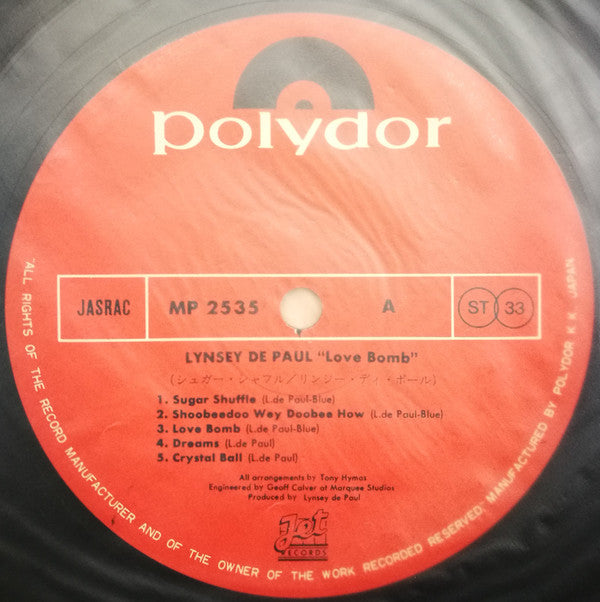 polydor
JASRAC MP 2535 A ST 33
LYNSEY DE PAUL "Love Bomb"
(シュガー・シャフル/リンジー・ディ・ポール)
1. Sugar Shuffle (L.de Paul-Blue)
2. Shoobeedoo Wey Doobee How (L.de Paul-Blue)
3. Love Bomb (L.de Paul-Blue)
4. Dreams (L.de Paul)
5. Crystal Ball (L.de Paul)
All arrangements by Tony Hymas
Engineered by Geoff Calver at Marquee Studios
Produced by Lynsey de Paul
Jet
RECORDS
"ALL RIGHTS OF THE RECORD MANUFACTURER AND OF THE OWNER OF THE WORK RECORDED RESERVED. MANUFACTURED BY POLYDOR K.K. JAPAN